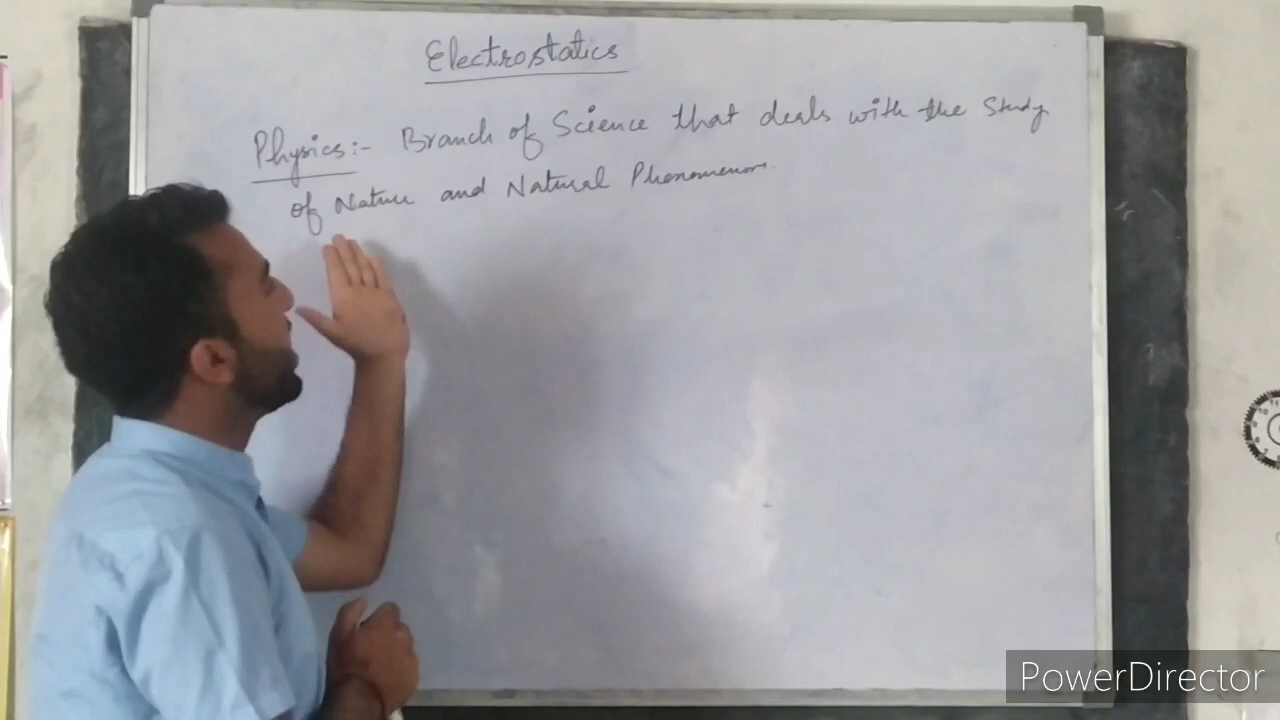 Electrostatics
Physics:- Branch of Science that deals with the Study
of Nature and Natural Phenomenon.
PowerDirector